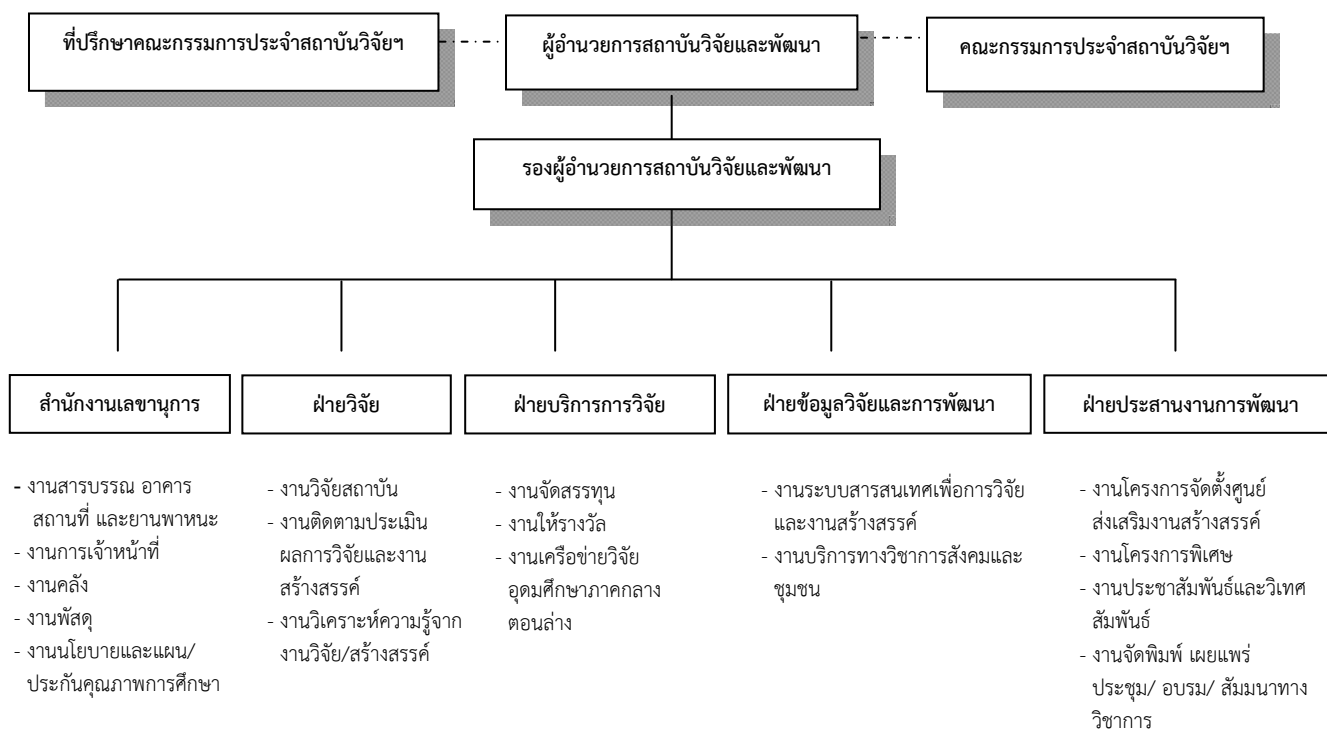 ที่ปรึกษาคณะกรรมการประจำสถาบันวิจัยฯ
ผู้อำนวยการสถาบันวิจัยและพัฒนา
คณะกรรมการประจำสถาบันวิจัยฯ
รองผู้อำนวยการสถาบันวิจัยและพัฒนา
สำนักงานเลขานุการ
ฝ่ายวิจัย
ฝ่ายบริการการวิจัย
ฝ่ายข้อมูลวิจัยและการพัฒนา
ฝ่ายประสานงานการพัฒนา
- งานสารบรรณ อาคาร
สถานที่ และยานพาหนะ
- งานการเจ้าหน้าที่
- งานคลัง
- งานพัสดุ
- งานนโยบายและแผน/
ประกันคุณภาพการศึกษา
- งานวิจัยสถาบัน
- งานติดตามประเมิน
ผลการวิจัยและงาน
สร้างสรรค์
- งานวิเคราะห์ความรู้จาก
งานวิจัย/สร้างสรรค์
- งานจัดสรรทุน
- งานให้รางวัล
- งานเครือข่ายวิจัย
อุดมศึกษาภาคกลาง
ตอนล่าง
- งานระบบสารสนเทศเพื่อการวิจัย
และงานสร้างสรรค์
- งานบริการทางวิชาการสังคมและ
ชุมชน
- งานโครงการจัดตั้งศูนย์
ส่งเสริมงานสร้างสรรค์
- งานโครงการพิเศษ
- งานประชาสัมพันธ์และวิเทศ
สัมพันธ์
- งานจัดพิมพ์ เผยแพร่
ประชุม/ อบรม/ สัมมนาทาง
วิชาการ